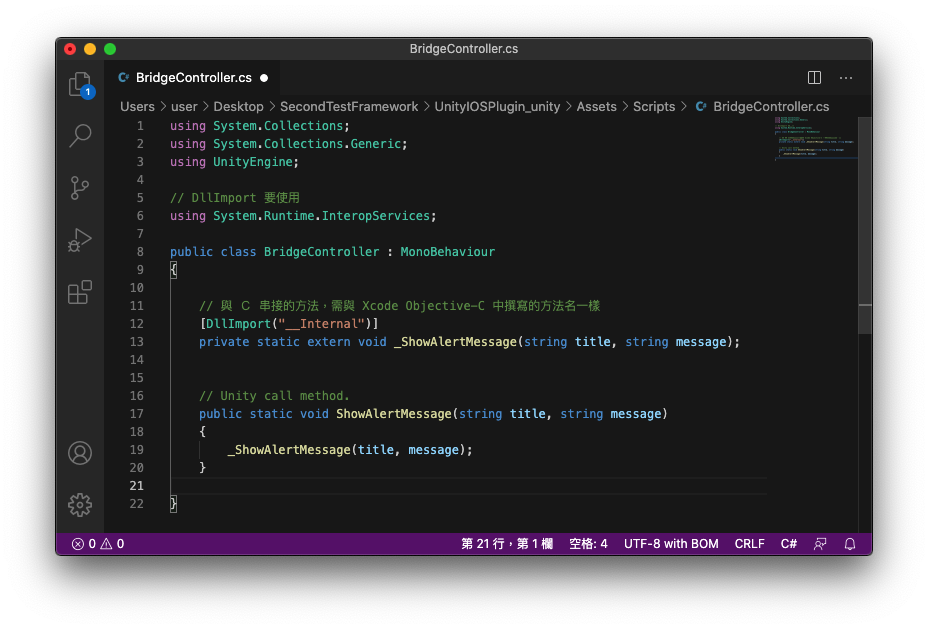 BridgeController.cs
C# BridgeController.cs
Users > user > Desktop > SecondTestFramework > UnityIOSPlugin_unity > Assets > Scripts > C# BridgeController.cs
1 using System.Collections;
2 using System.Collections.Generic;
3 using UnityEngine;
4
5 // DllImport 要使用
6 using System.Runtime.InteropServices;
7
8 public class BridgeController : MonoBehaviour
9 {
10
11 // 與 C 串接的方法，需與 Xcode Objective-C 中撰寫的方法名一樣
12 [DllImport("__Internal")]
13 private static extern void _ShowAlertMessage(string title, string message);
14
15
16 // Unity call method.
17 public static void ShowAlertMessage(string title, string message)
18 {
19 _ShowAlertMessage(title, message);
20 }
21
22 }
1
0 0 第 21 行，第 1 欄 空格: 4 UTF-8 with BOM CRLF C#